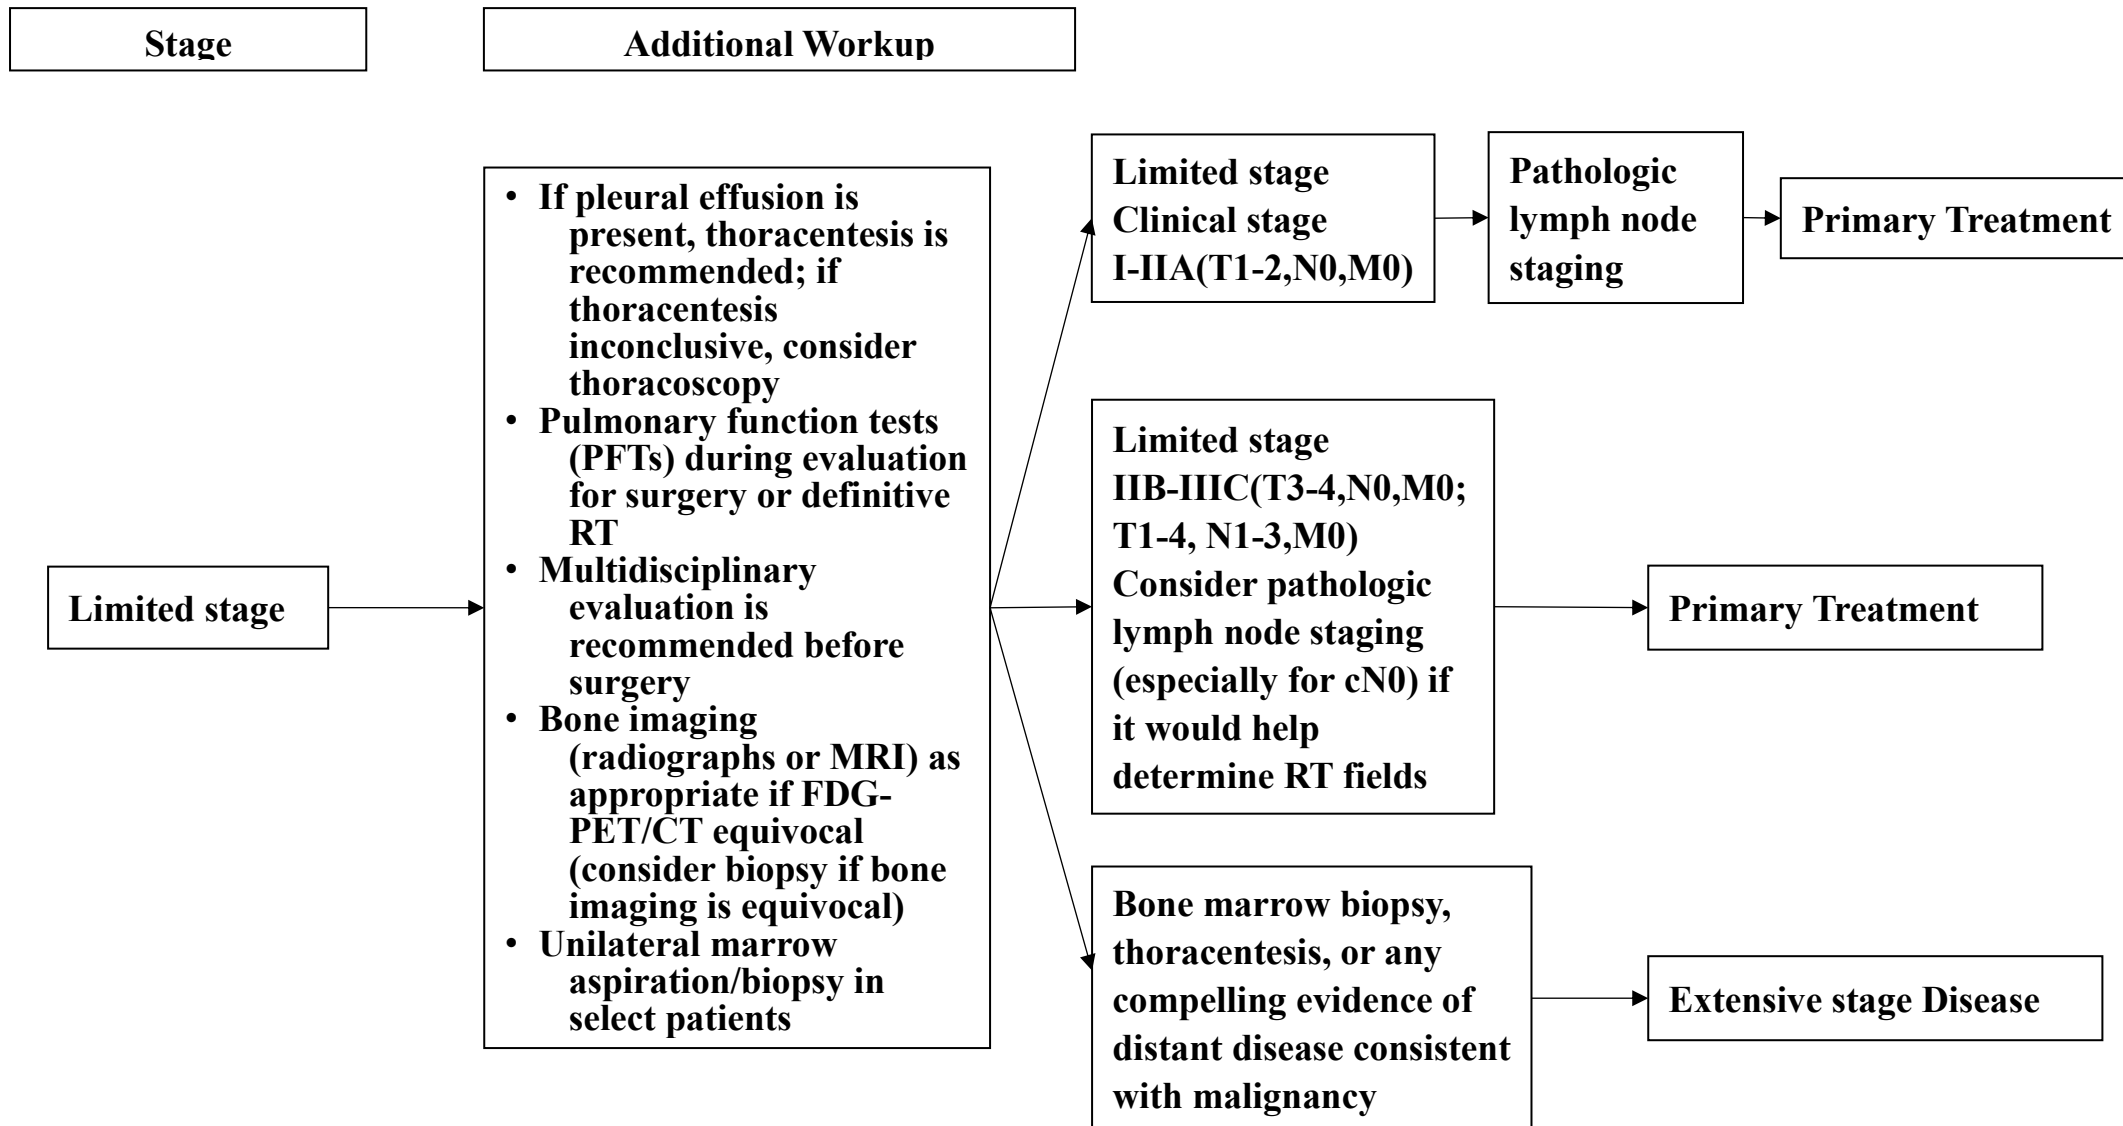 Stage
Additional Workup
Limited stage
• If pleural effusion is
present, thoracentesis is
recommended; if
thoracentesis
inconclusive, consider
thoracoscopy
• Pulmonary function tests
(PFTs) during evaluation
for surgery or definitive
RT
• Multidisciplinary
evaluation is
recommended before
surgery
• Bone imaging
(radiographs or MRI) as
appropriate if FDG-
PET/CT equivocal
(consider biopsy if bone
imaging is equivocal)
• Unilateral marrow
aspiration/biopsy in
select patients
Limited stage
Clinical stage
I-IIA(T1-2,N0,M0)
Pathologic
lymph node
staging
Primary Treatment
Limited stage
IIB-IIIC(T3-4,N0,M0;
T1-4, N1-3,M0)
Consider pathologic
lymph node staging
(especially for cN0) if
it would help
determine RT fields
Primary Treatment
Bone marrow biopsy,
thoracentesis, or any
compelling evidence of
distant disease consistent
with malignancy
Extensive stage Disease